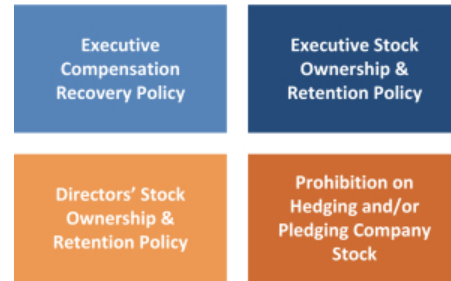 Executive
Compensation
Recovery Policy
Executive Stock
Ownership &
Retention Policy
Directors' Stock
Ownership &
Retention Policy
Prohibition on
Hedging and/or
Pledging Company
Stock